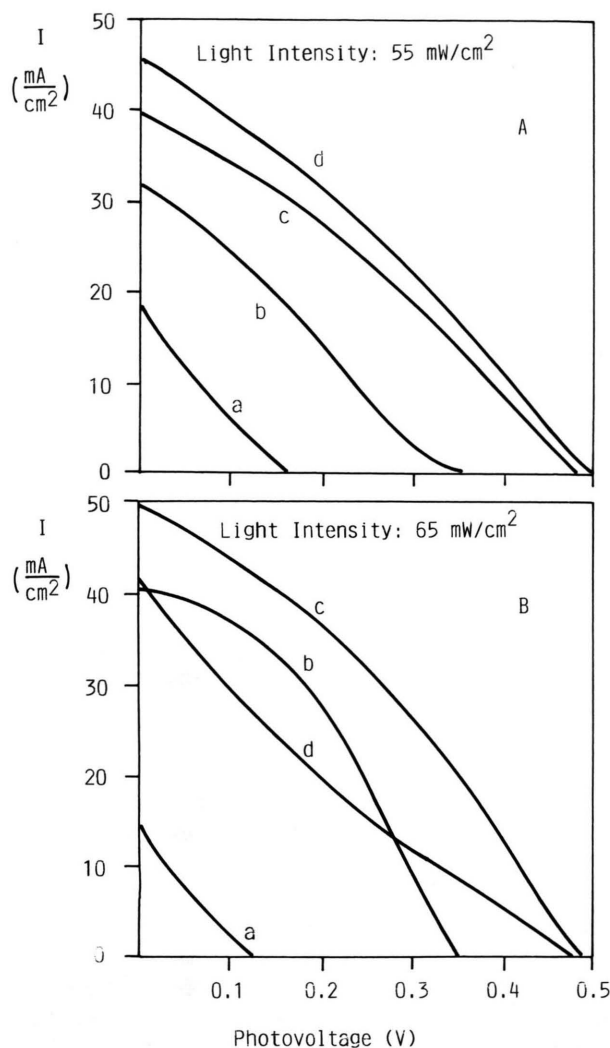 50
I
Light Intensity: 55 mW/cm²
(mA/cm²)
40
A
d
30
c
20
b
10
a
0
50
I
Light Intensity: 65 mW/cm²
(mA/cm²)
40
c
B
b
30
d
20
10
a
0
0.1 0.2 0.3 0.4 0.5
Photovoltage (V)